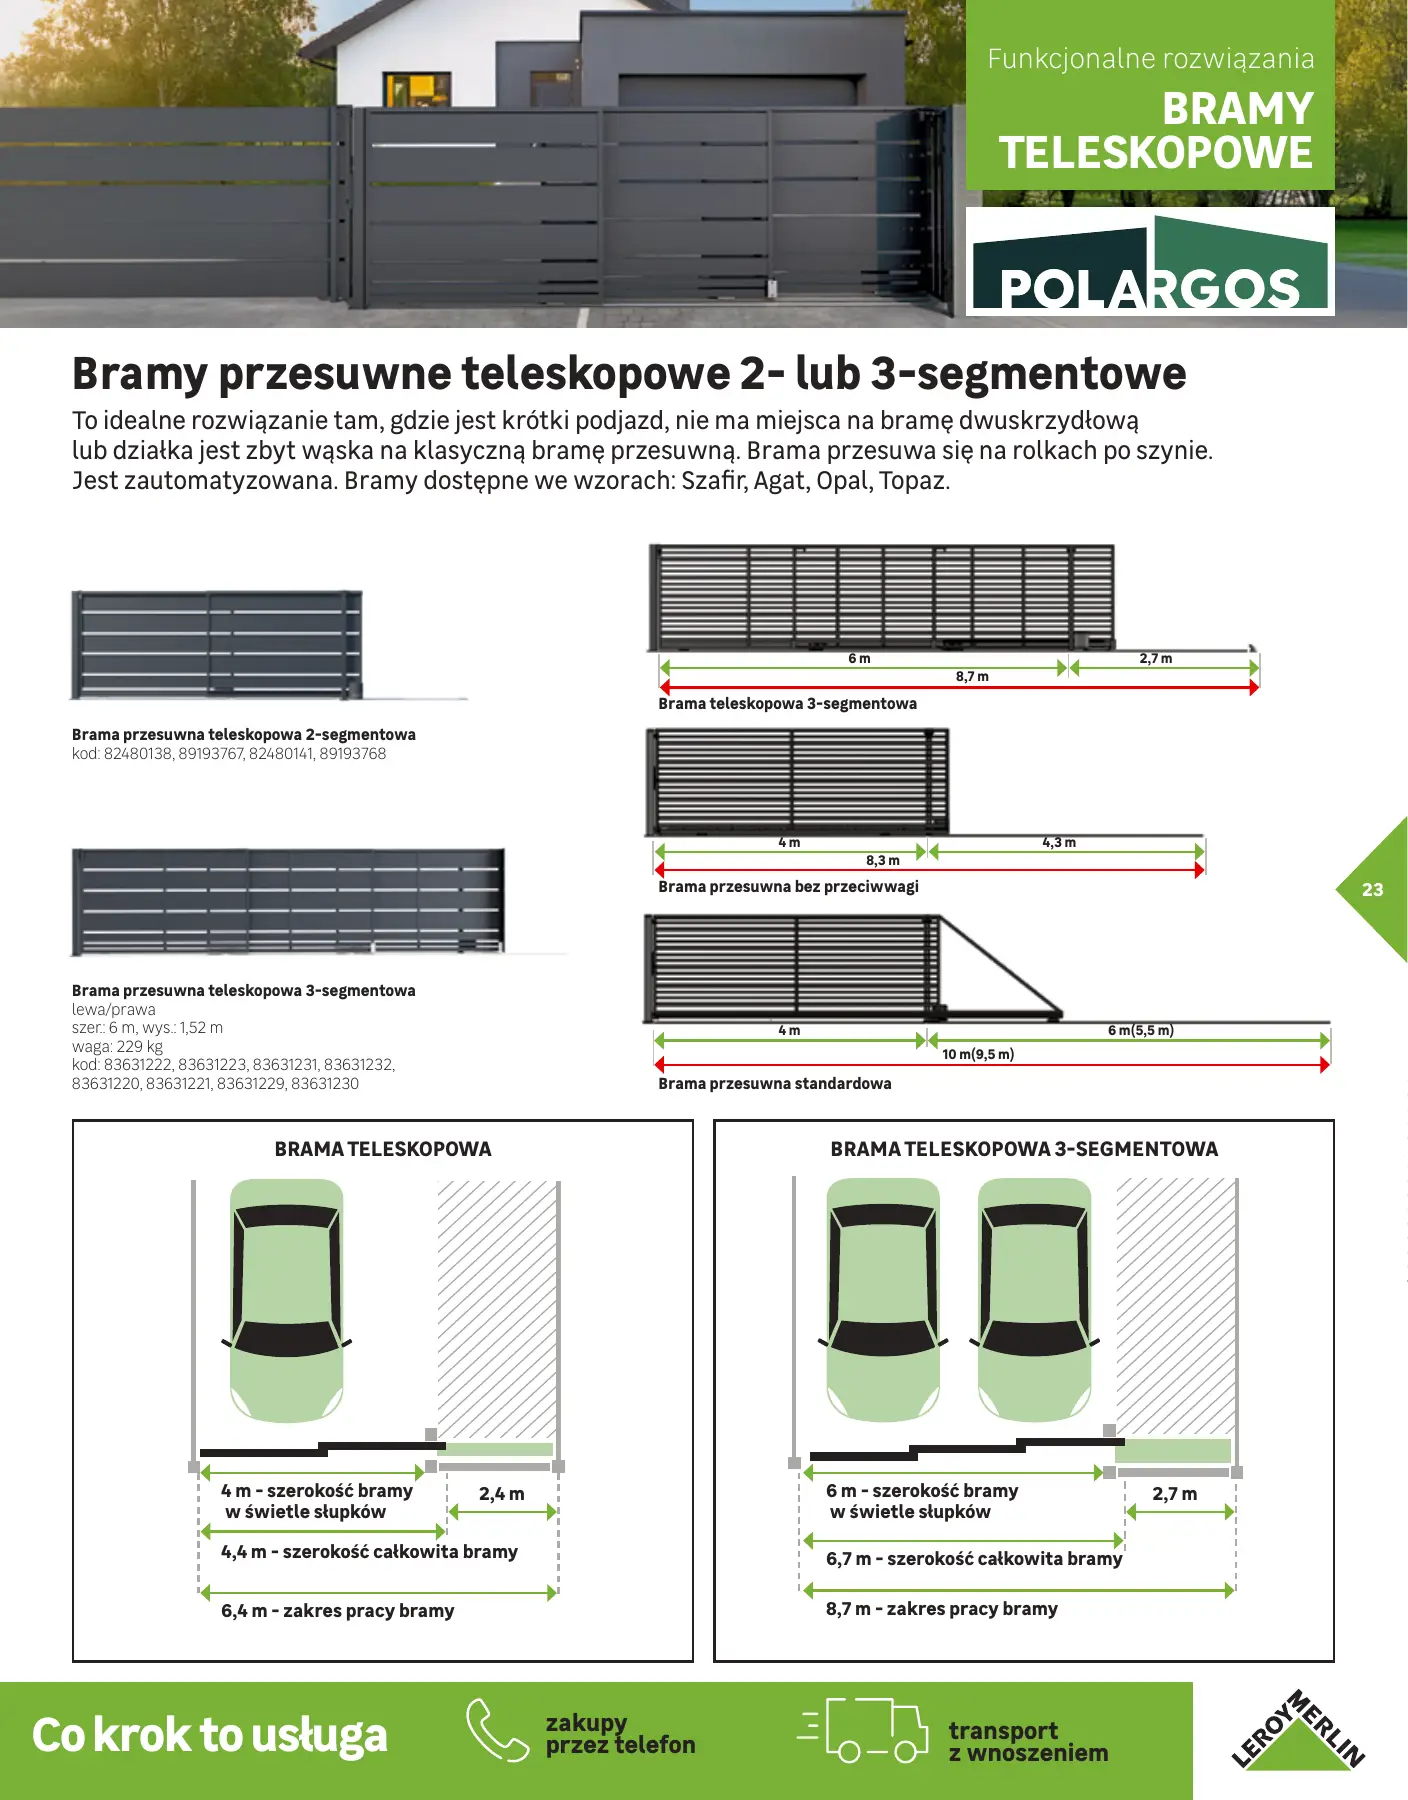 Funkcjonalne rozwiązania
BRAMY
TELESKOPOWE
POLARGOS
Bramy przesuwne teleskopowe 2- lub 3-segmentowe
To idealne rozwiązanie tam, gdzie jest krótki podjazd, nie ma miejsca na bramę dwuskrzydłową
lub działka jest zbyt wąska na klasyczną bramę przesuwną. Brama przesuwa się na rolkach po szynie.
Jest zautomatyzowana. Bramy dostępne we wzorach: Szafir, Agat, Opal, Topaz.
Brama przesuwna teleskopowa 2-segmentowa
kod: 82480138, 89193767, 82480141, 89193768
Brama przesuwna teleskopowa 3-segmentowa
lewa/prawa
szer.: 6 m, wys.: 1,52 m
waga: 229 kg
kod: 83631222, 83631223, 83631231, 83631232,
83631220, 83631221, 83631229, 83631230
6 m
2,7 m
8,7 m
Brama teleskopowa 3-segmentowa
4 m
4,3 m
8,3 m
Brama przesuwna bez przeciwwagi
4 m
6 m(5,5 m)
10 m(9,5 m)
Brama przesuwna standardowa
23
BRAMA TELESKOPOWA
4 m - szerokość bramy
w świetle słupków
2,4 m
4,4 m - szerokość całkowita bramy
6,4 m - zakres pracy bramy
BRAMA TELESKOPOWA 3-SEGMENTOWA
6 m - szerokość bramy
w świetle słupków
2,7 m
6,7 m - szerokość całkowita bramy
8,7 m - zakres pracy bramy
Co krok to usługa
zakupy
przez telefon
transport
z wnoszeniem
LEROY MERLIN